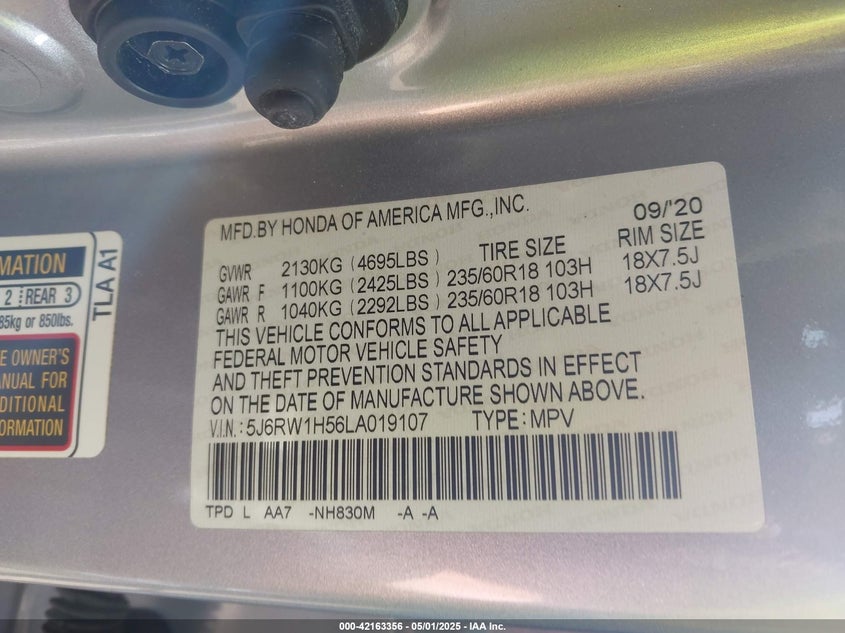 MFD.BY HONDA OF AMERICA MFG.,INC. 09/'20
GVWR 2130KG (4695LBS) TIRE SIZE RIM SIZE
GAWR F 1100KG (2425LBS) 235/60R18 103H 18X7.5J
GAWR R 1040KG (2292LBS) 235/60R18 103H 18X7.5J
THIS VEHICLE CONFORMS TO ALL APPLICABLE
FEDERAL MOTOR VEHICLE SAFETY
AND THEFT PREVENTION STANDARDS IN EFFECT
ON THE DATE OF MANUFACTURE SHOWN ABOVE.
V.I.N.: 5J6RW1H56LA019107 TYPE: MPV
TPD L AA7 -NH830M -A -A
MATION
2 REAR 3
85kg or 850lbs.
E OWNER'S
ANUAL FOR
DDITIONAL
FORMATION
TLA A1
000-42163356 - 05/01/2025 - IAA Inc.